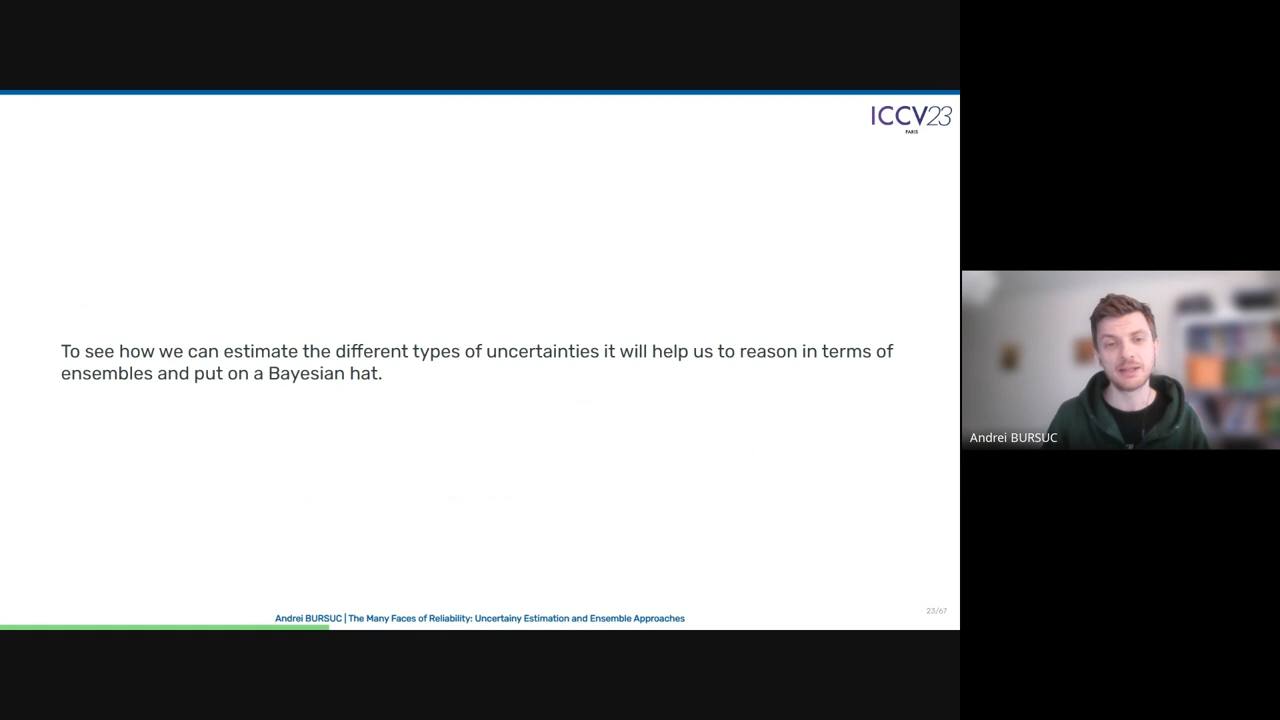 ICCV23
PARIS
To see how we can estimate the different types of uncertainties it will help us to reason in terms of
ensembles and put on a Bayesian hat.
Andrei BURSUC
23/67
Andrei BURSUC | The Many Faces of Reliability: Uncertainy Estimation and Ensemble Approaches